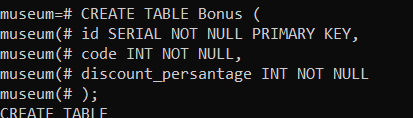 museum=# CREATE TABLE Bonus (
museum(# id SERIAL NOT NULL PRIMARY KEY,
museum(# code INT NOT NULL,
museum(# discount_persantage INT NOT NULL
museum(# );
CREATE TABLE